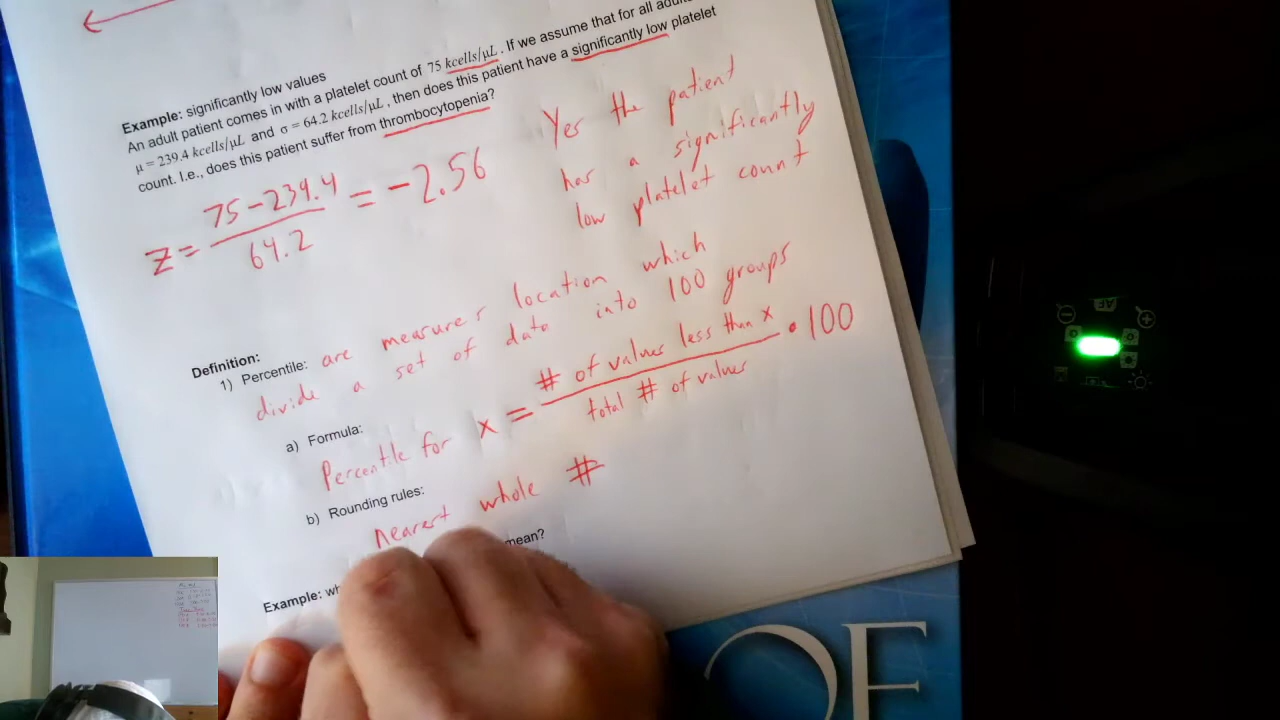 Example: significantly low values
An adult patient comes in with a platelet count of 75 kcells/μL. If we assume that for all adults
μ = 239.4 kcells/μL and σ = 64.2 kcells/μL, then does this patient have a significantly low platelet
count. I.e., does this patient suffer from thrombocytopenia?
z = (75 - 239.4) / 64.2 = -2.56
Yes the patient
has a significantly
low platelet count
Definition:
1) Percentile: are measures location which
divide a set of data into 100 groups
a) Formula:
Percentile for x = # of values less than x / total # of values • 100
b) Rounding rules:
nearest whole #
Example: wh
mean?
OF